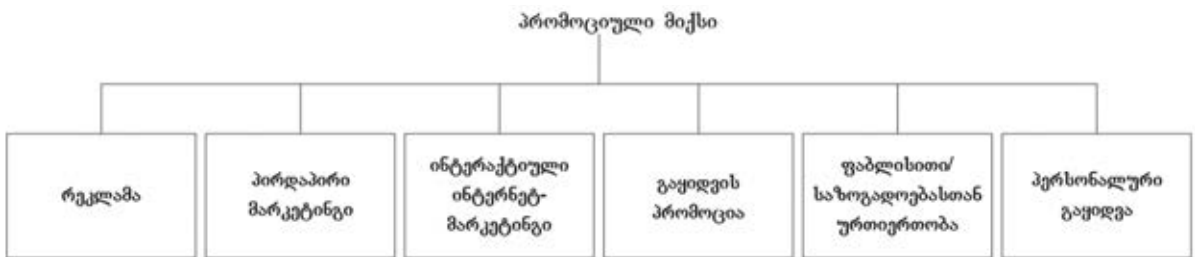 პრომოციული მიქსი
რეკლამა
პირდაპირი
მარკეტინგი
ინტერაქტიული
ინტერნეტ-
მარკეტინგი
გაყიდვის
პრომოცია
ფაბლისითი/
საზოგადოებასთან
ურთიერთობა
პერსონალური
გაყიდვა